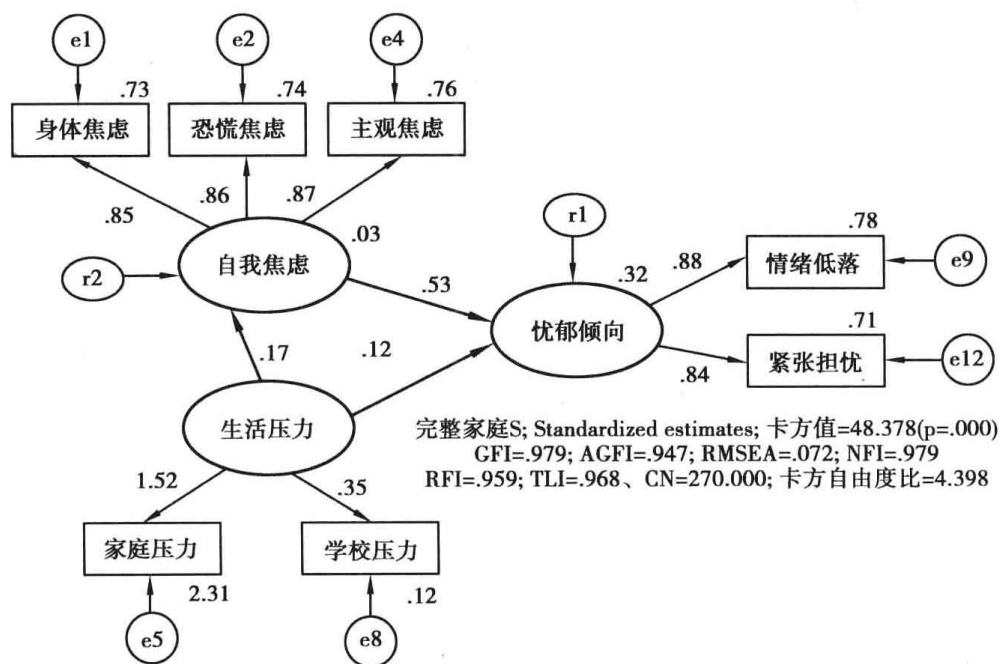 e1
e2
e4
.73
.74
.76
身体焦虑
恐慌焦虑
主观焦虑
.85
.86
.87
r1
.03
自我焦虑
r2
.78
.88
情绪低落
e9
.53
.32
忧郁倾向
.71
.17
.12
.84
紧张担忧
e12
生活压力
完整家庭S; Standardized estimates; 卡方值=48.378(p=.000)
GFI=.979; AGFI=.947; RMSEA=.072; NFI=.979
RFI=.959; TLI=.968、CN=270.000; 卡方自由度比=4.398
1.52
.35
家庭压力
学校压力
2.31
.12
e5
e8